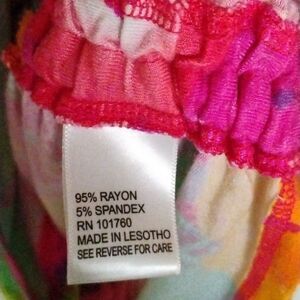 95% RAYON
5% SPANDEX
RN 101760
MADE IN LESOTHO
SEE REVERSE FOR CARE